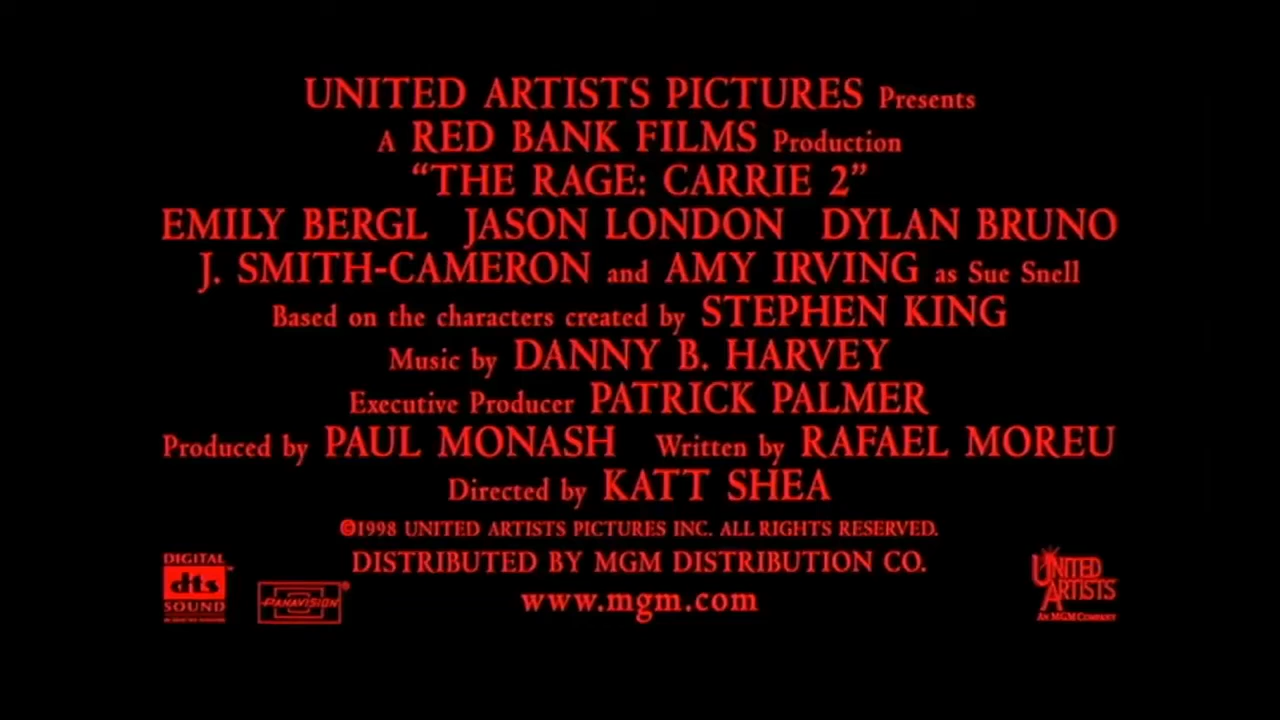 UNITED ARTISTS PICTURES Presents
A RED BANK FILMS Production
“THE RAGE: CARRIE 2”
EMILY BERGL JASON LONDON DYLAN BRUNO
J. SMITH-CAMERON and AMY IRVING as Sue Snell
Based on the characters created by STEPHEN KING
Music by DANNY B. HARVEY
Executive Producer PATRICK PALMER
Produced by PAUL MONASH Written by RAFAEL MOREU
Directed by KATT SHEA
©1998 UNITED ARTISTS PICTURES INC. ALL RIGHTS RESERVED.
DISTRIBUTED BY MGM DISTRIBUTION CO.
www.mgm.com
DIGITAL
dts
SOUND
PANAVISION®
UNITED
ARTISTS
AN MGM COMPANY